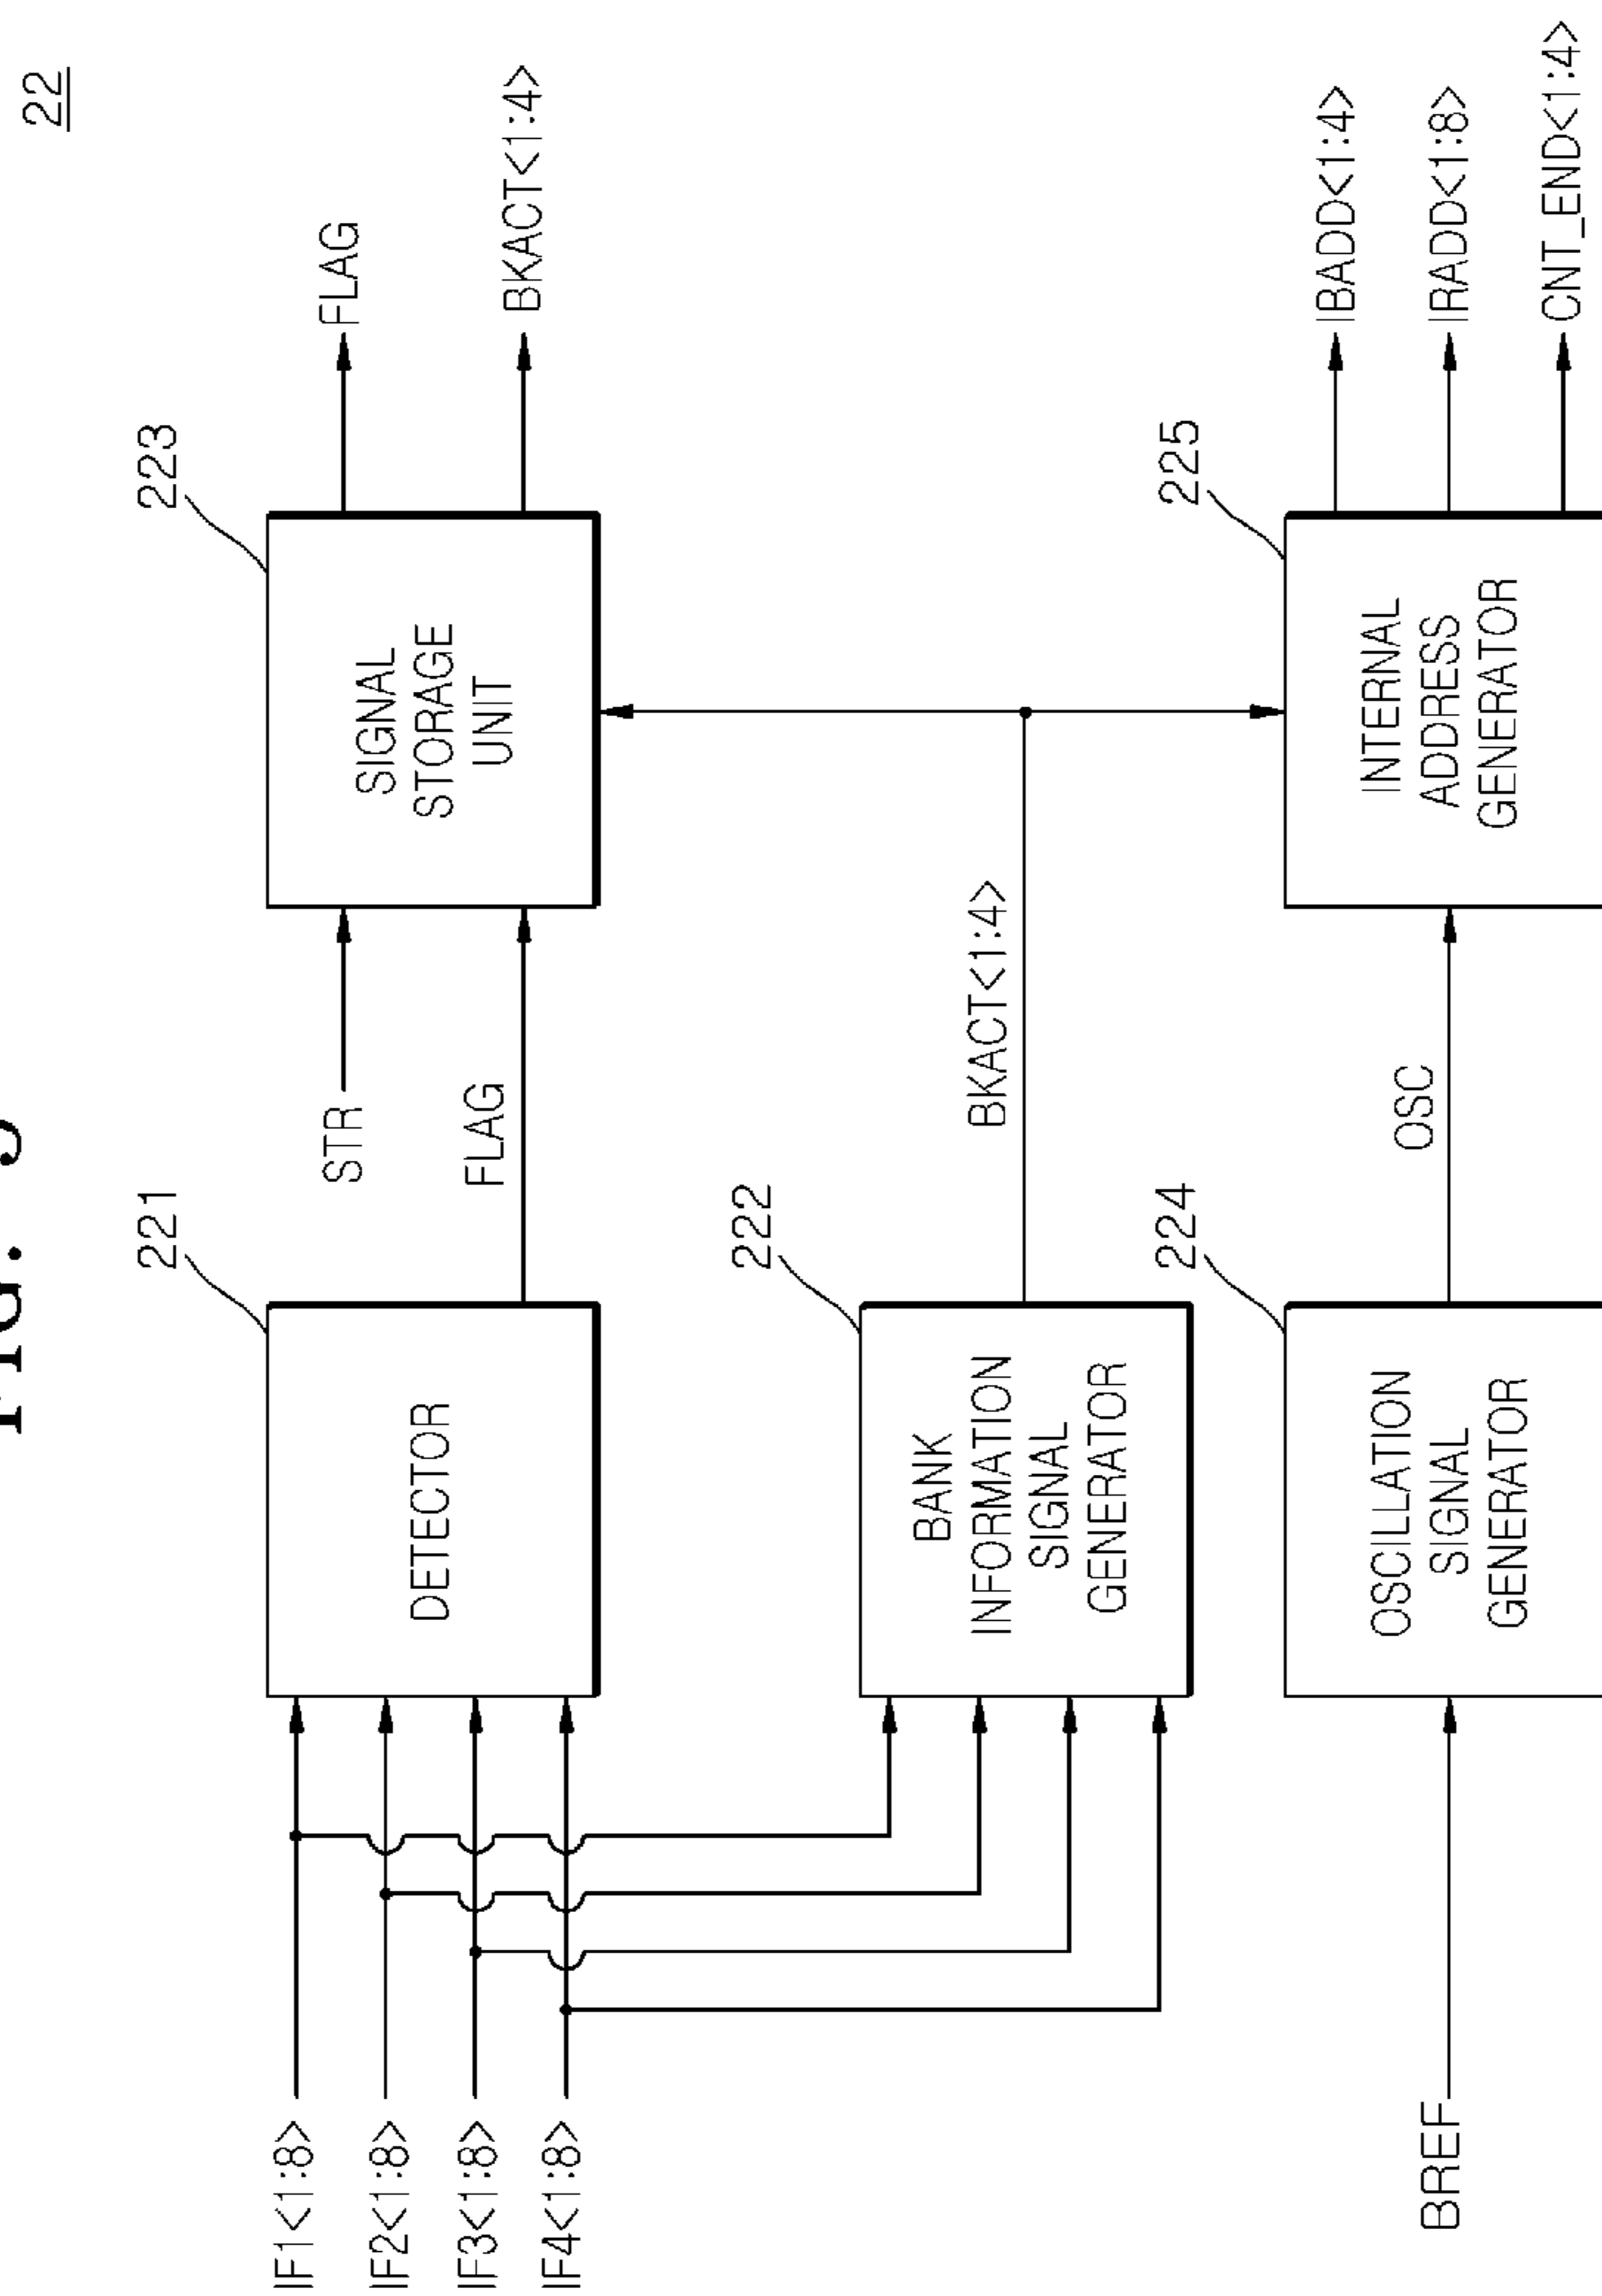 22
221
223
IF1<1:8>
IF2<1:8>
IF3<1:8>
IF4<1:8>
DETECTOR
STR
FLAG
SIGNAL
STORAGE
UNIT
FLAG
BKACT<1:4>
222
BANK
INFORMATION
SIGNAL
GENERATOR
BKACT<1:4>
224
225
BREF
OSCILLATION
SIGNAL
GENERATOR
OSC
INTERNAL
ADDRESS
GENERATOR
IBADD<1:4>
IRADD<1:8>
CNT_END<1:4>